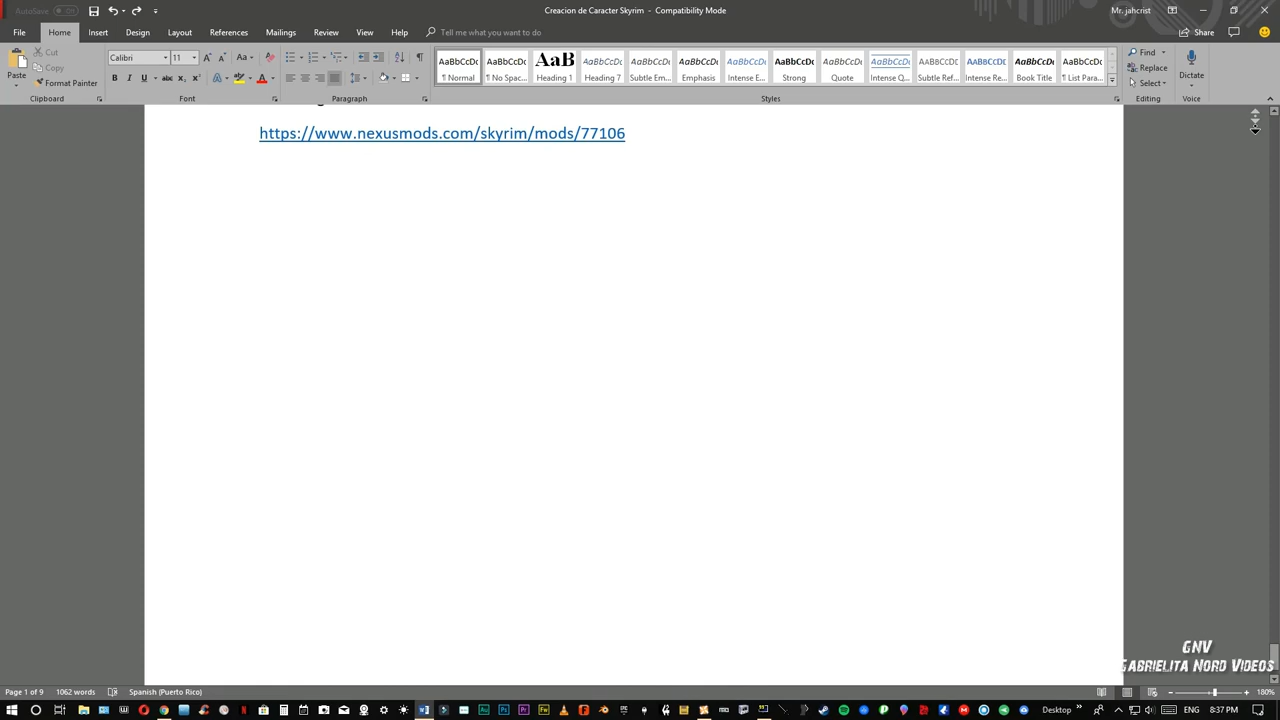 AutoSave
Off
Creacion de Caracter Skyrim - Compatibility Mode
Mr. jahcrist
File Home Insert Design Layout References Mailings Review View Help Tell me what you want to do
Share
Paste
Cut
Copy
Format Painter
Calibri
11
Clipboard
Font
Paragraph
AaBbCcDc AaBbCcDc AaB AaBbCcDc AaBbCcDc AaBbCcDc AaBbCcDc AaBbCcDc AaBbCcDc AaBbCcDc AaBbCcDc AaBbCcDc AaBbCcDc AaBbCcDc
¶ Normal ¶ No Spac... Heading 1 Heading 7 Subtle Em... Emphasis Intense E... Strong Quote Intense Q... Subtle Ref... Intense Re... Book Title ¶ List Para...
Styles
Find
Replace
Select
Editing
Dictate
Voice
https://www.nexusmods.com/skyrim/mods/77106
GNV
Gabrielita Nord Videos
Page 1 of 9 1062 words Spanish (Puerto Rico)
180%
Desktop
ENG
8:37 PM